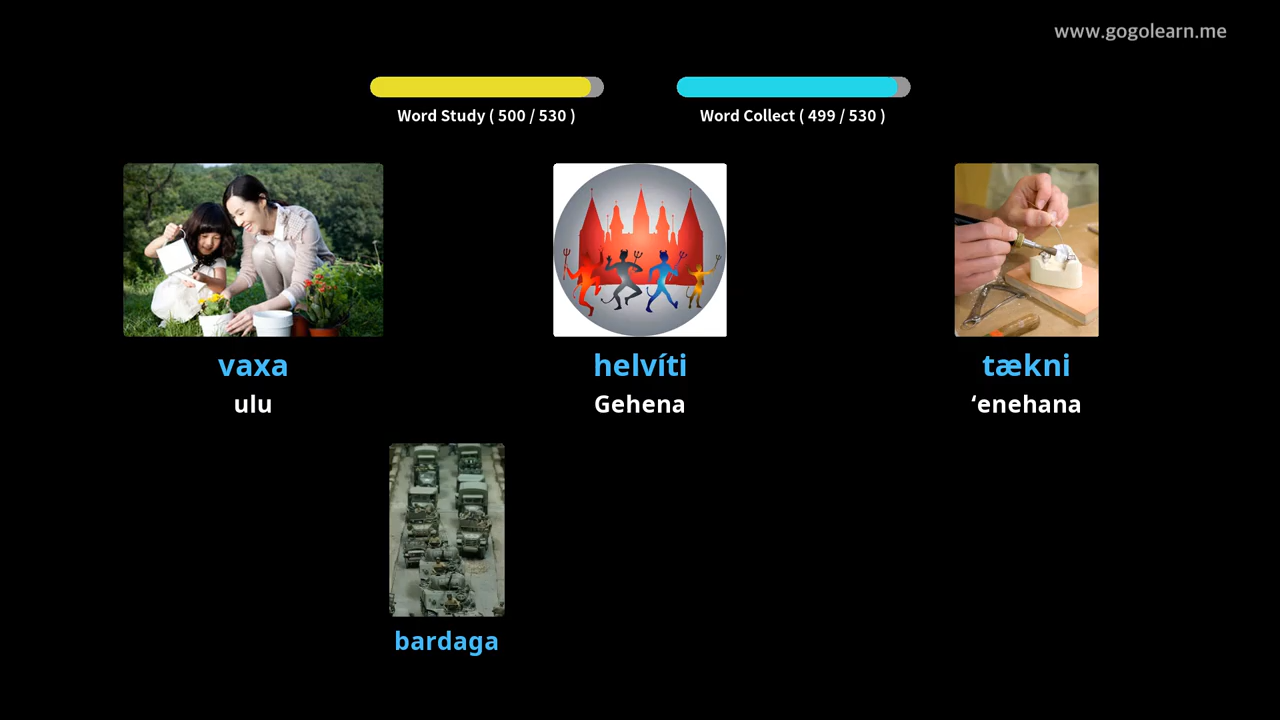 www.gogolearn.me
Word Study ( 500 / 530 )
Word Collect ( 499 / 530 )
vaxa
ulu
helvíti
Gehena
tækni
ʻenehana
bardaga